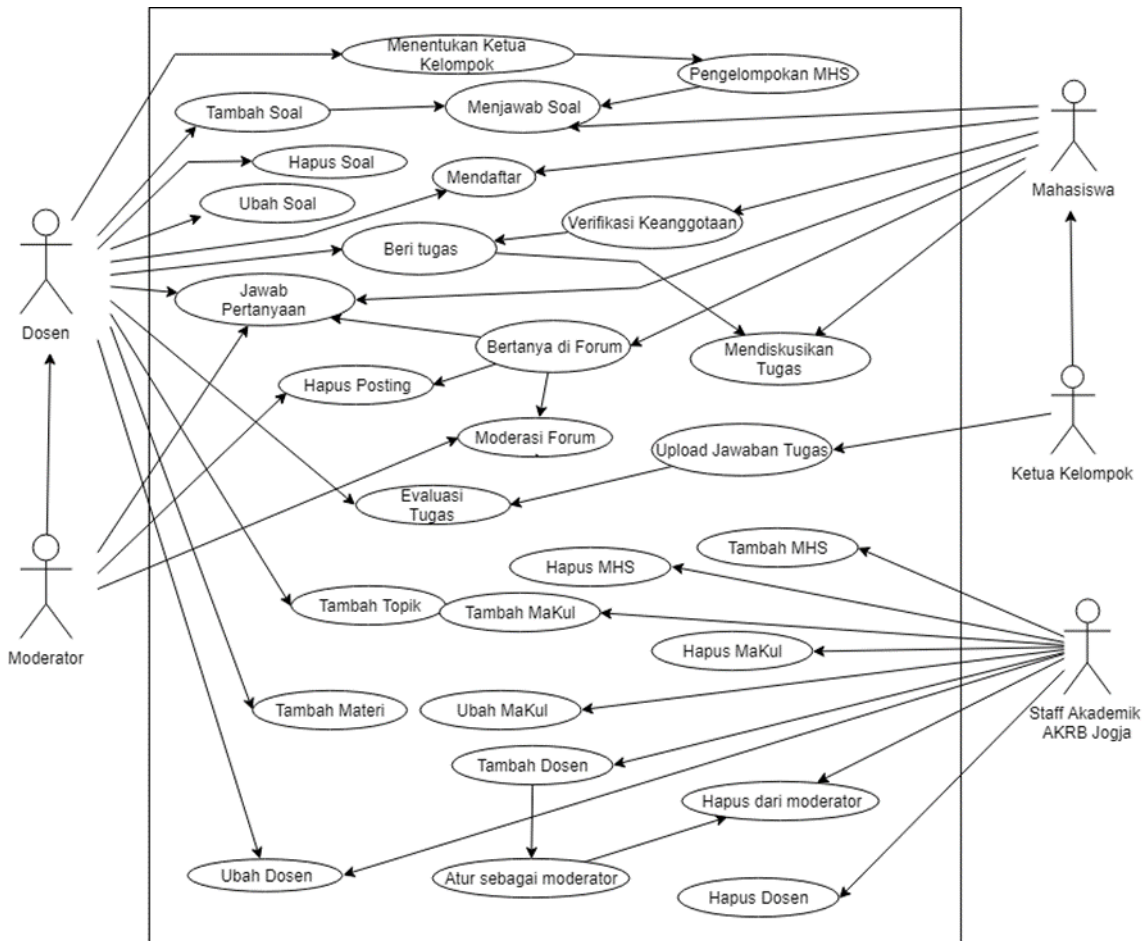 Menentukan Ketua
Kelompok
Pengelompokan MHS
Tambah Soal
Menjawab Soal
Hapus Soal
Mendaftar
Mahasiswa
Ubah Soal
Verifikasi Keanggotaan
Beri tugas
Dosen
Jawab
Pertanyaan
Bertanya di Forum
Mendiskusikan
Tugas
Hapus Posting
Moderasi Forum
Upload Jawaban Tugas
Ketua Kelompok
Evaluasi
Tugas
Tambah MHS
Hapus MHS
Tambah Topik
Tambah MaKul
Moderator
Hapus MaKul
Tambah Materi
Ubah MaKul
Staff Akademik
AKRB Jogja
Tambah Dosen
Hapus dari moderator
Ubah Dosen
Atur sebagai moderator
Hapus Dosen